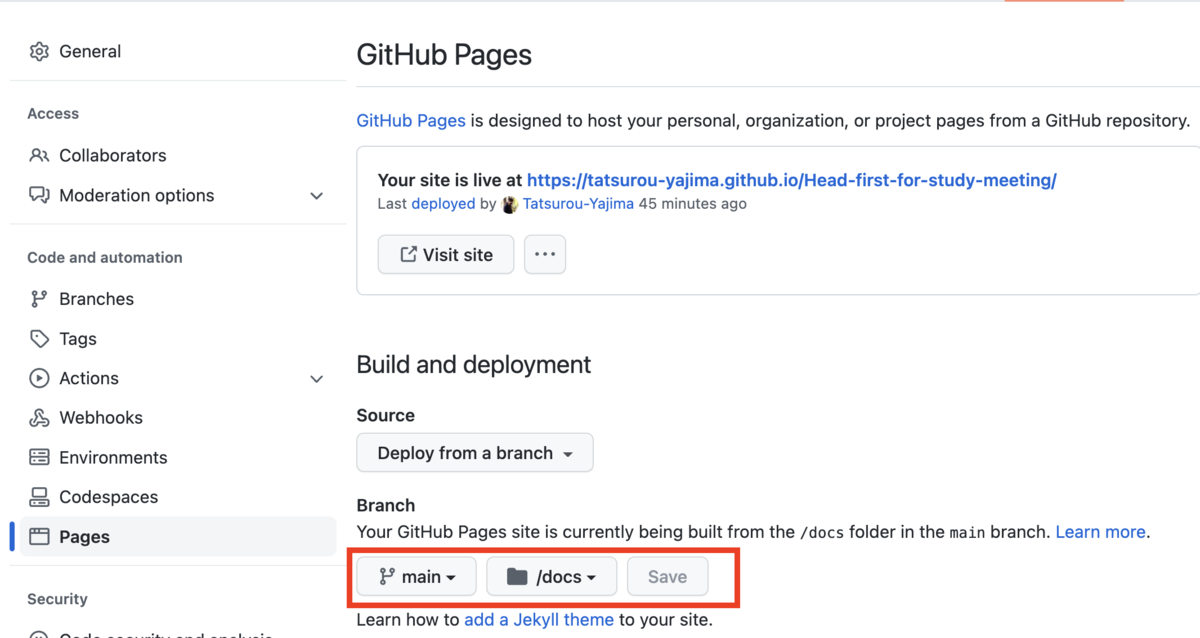 General
Access
Collaborators
Moderation options
Code and automation
Branches
Tags
Actions
Webhooks
Environments
Codespaces
Pages
Security
Code security and analysis
GitHub Pages
GitHub Pages is designed to host your personal, organization, or project pages from a GitHub repository.
Your site is live at https://tatsurou-yajima.github.io/Head-first-for-study-meeting/
Last deployed by Tatsurou-Yajima 45 minutes ago
Visit site
Build and deployment
Source
Deploy from a branch
Branch
Your GitHub Pages site is currently being built from the /docs folder in the main branch. Learn more.
main /docs Save
Learn how to add a Jekyll theme to your site.